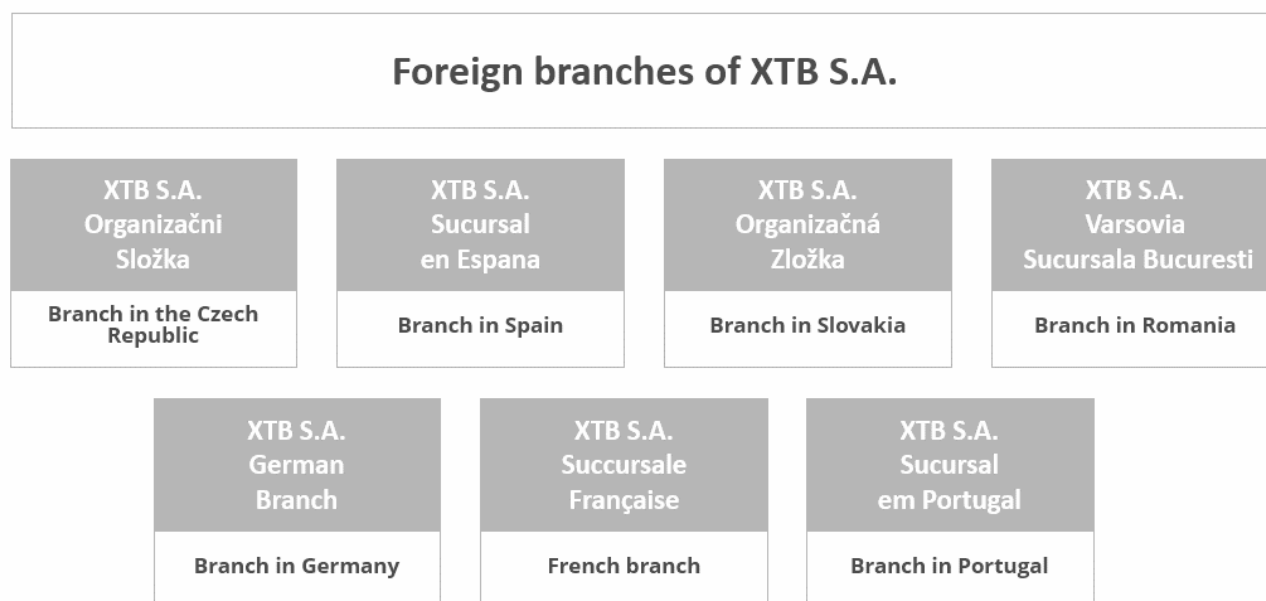 Foreign branches of XTB S.A.
XTB S.A.
Organizačni
Složka
Branch in the Czech
Republic
XTB S.A.
Sucursal
en Espana
Branch in Spain
XTB S.A.
Organizačná
Zložka
Branch in Slovakia
XTB S.A.
Varsovia
Sucursala Bucuresti
Branch in Romania
XTB S.A.
German
Branch
Branch in Germany
XTB S.A.
Succursale
Française
French branch
XTB S.A.
Sucursal
em Portugal
Branch in Portugal